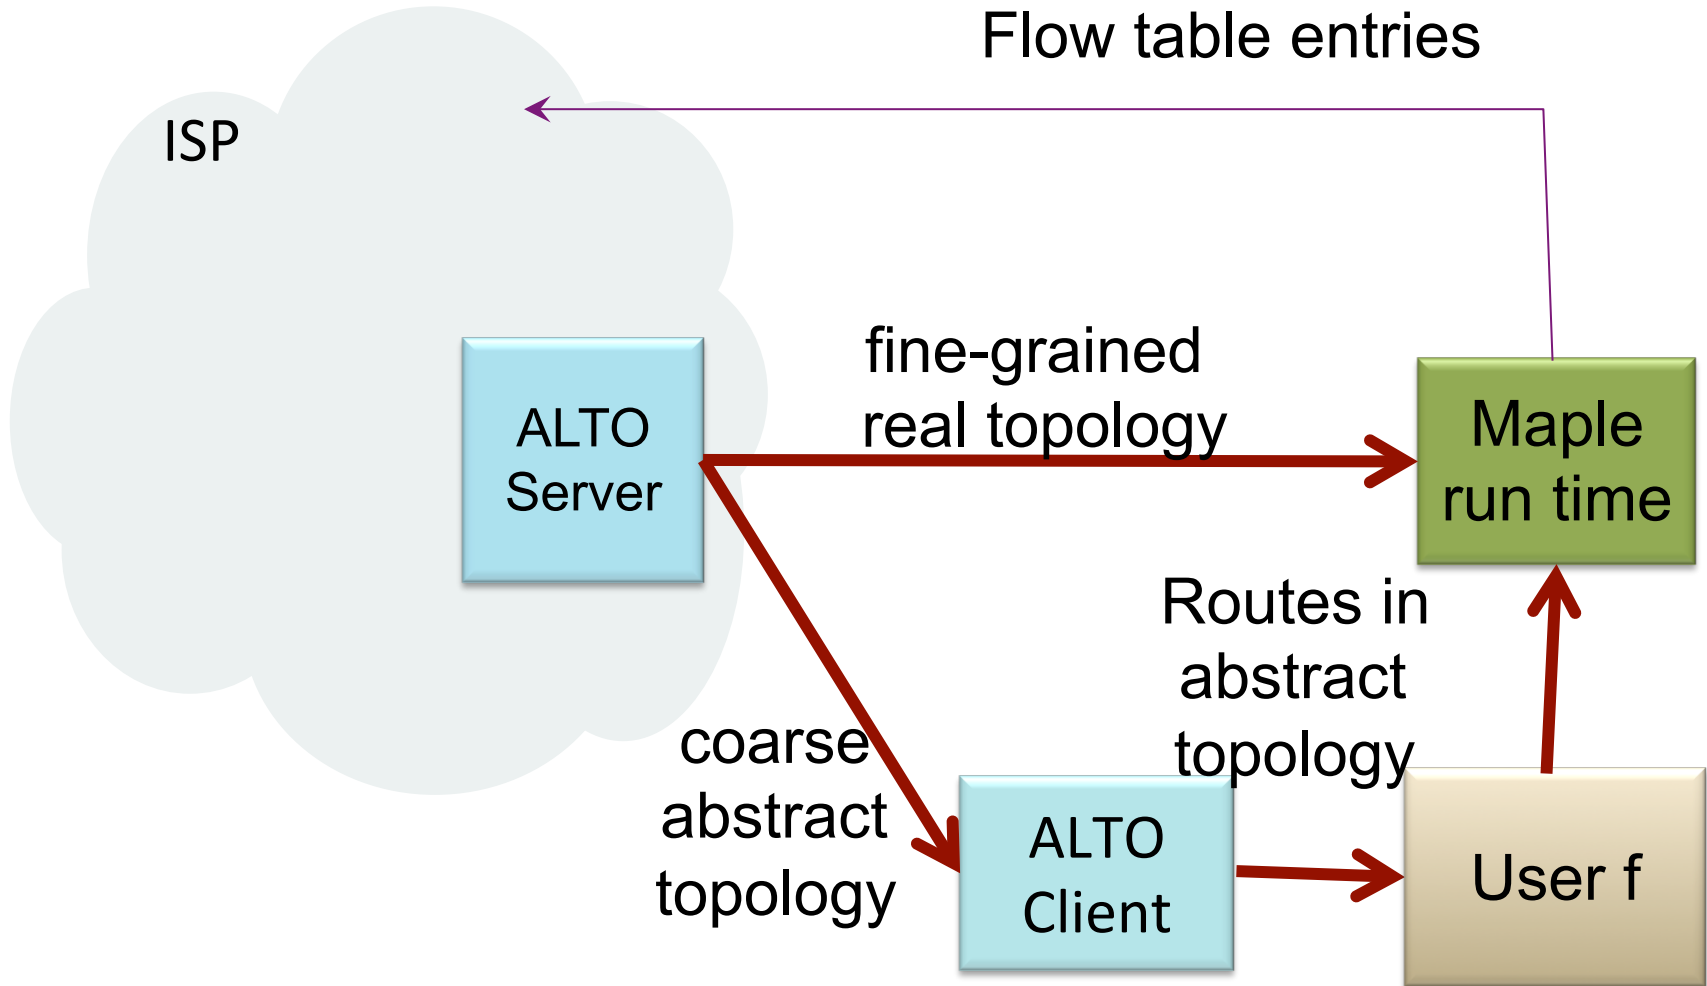 Flow table entries
ISP
fine-grained
real topology
ALTO
Server
Maple
run time
Routes in
abstract
topology
coarse
abstract
topology
ALTO
Client
User f